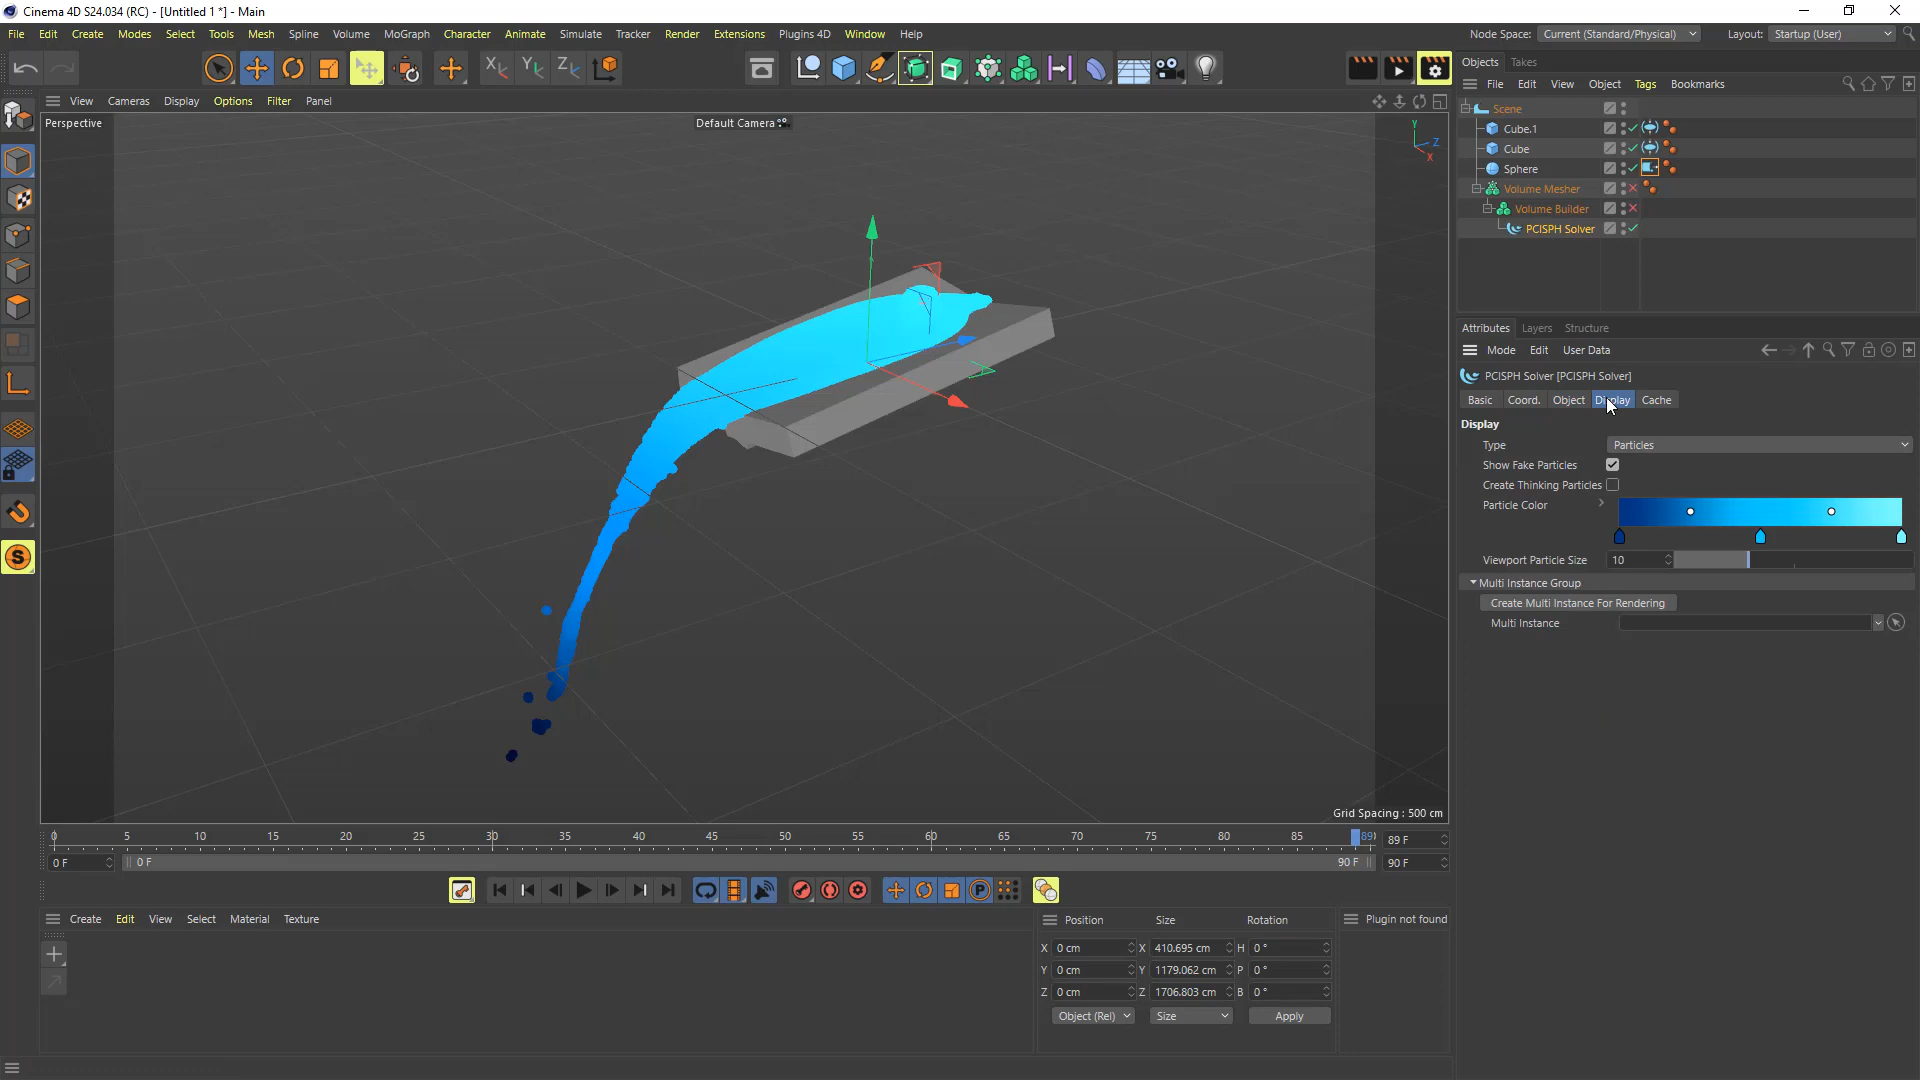 Cinema 4D S24.034 (RC) - [Untitled 1 *] - Main
File Edit Create Modes Select Tools Mesh Spline Volume MoGraph Character Animate Simulate Tracker Render Extensions Plugins 4D Window Help
Node Space: Current (Standard/Physical) Layout: Startup (User)
Objects Takes
File Edit View Object Tags Bookmarks
View Cameras Display Options Filter Panel
Perspective
Default Camera
Y
Z
X
Scene
Cube.1
Cube
Sphere
Volume Mesher
Volume Builder
PCISPH Solver
Attributes Layers Structure
Mode Edit User Data
PCISPH Solver [PCISPH Solver]
Basic Coord. Object Display Cache
Display
Type Particles
Show Fake Particles
Create Thinking Particles
Particle Color
Viewport Particle Size 10
Multi Instance Group
Create Multi Instance For Rendering
Multi Instance
Grid Spacing : 500 cm
0 5 10 15 20 25 30 35 40 45 50 55 60 65 70 75 80 85 89 89 F
0 F 0 F 90 F 90 F
Create Edit View Select Material Texture
Position Size Rotation
Plugin not found
X 0 cm X 410.695 cm H 0 °
Y 0 cm Y 1179.062 cm P 0 °
Z 0 cm Z 1706.803 cm B 0 °
Object (Rel) Size Apply